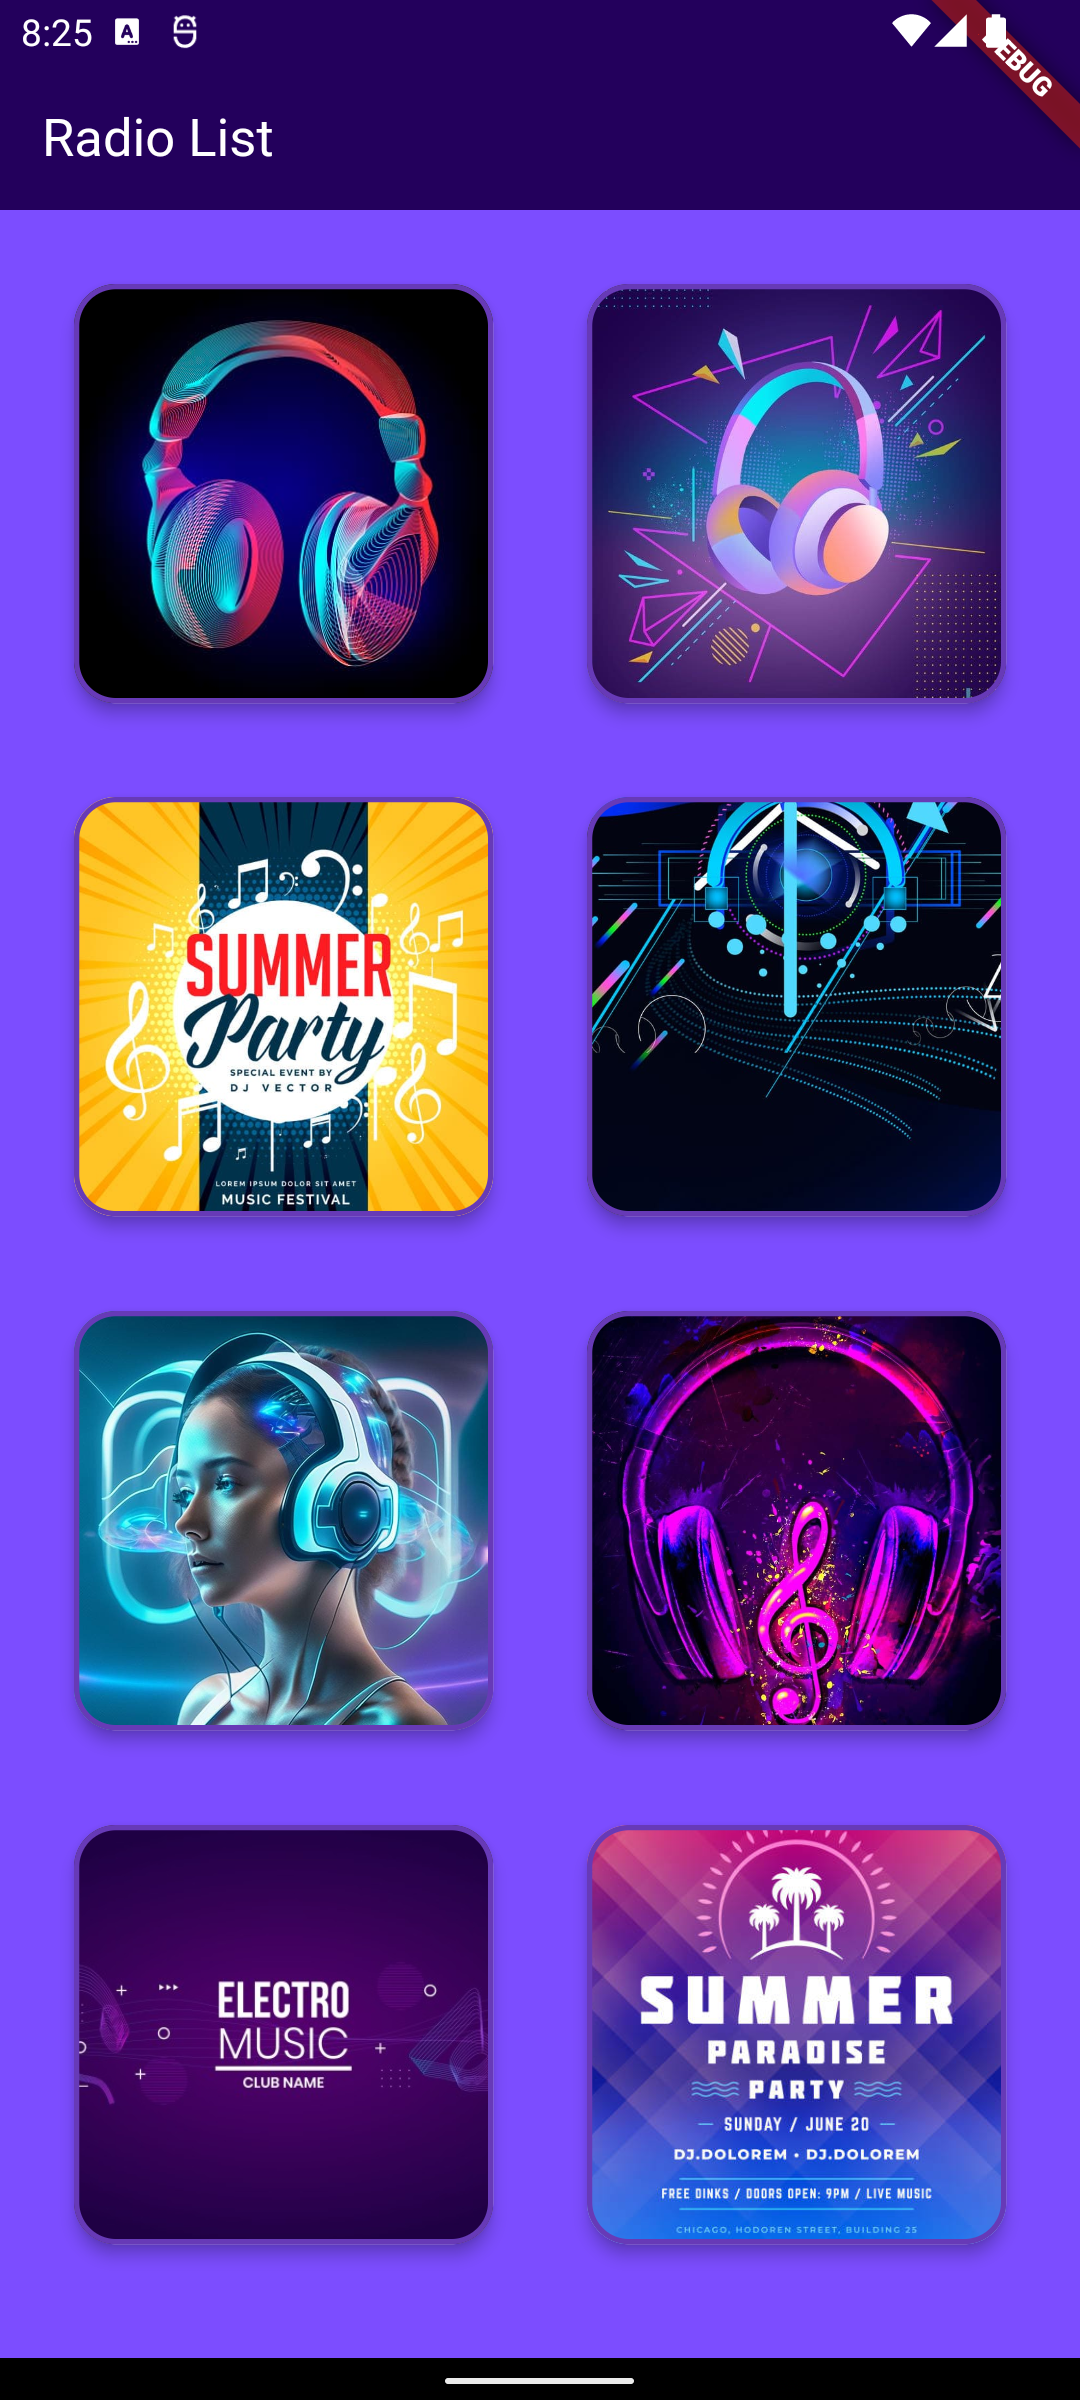 8:25
EBUG
Radio List
SUMMER
Party
SPECIAL EVENT BY
DJ VECTOR
LOREM IPSUM DOLOR SIT AMET
MUSIC FESTIVAL
ELECTRO
MUSIC
CLUB NAME
SUMMER
PARADISE
PARTY
SUNDAY / JUNE 20
DJ.DOLOREM • DJ.DOLOREM
FREE DINKS / DOORS OPEN: 9PM / LIVE MUSIC
CHICAGO, HODOREN STREET, BUILDING 25